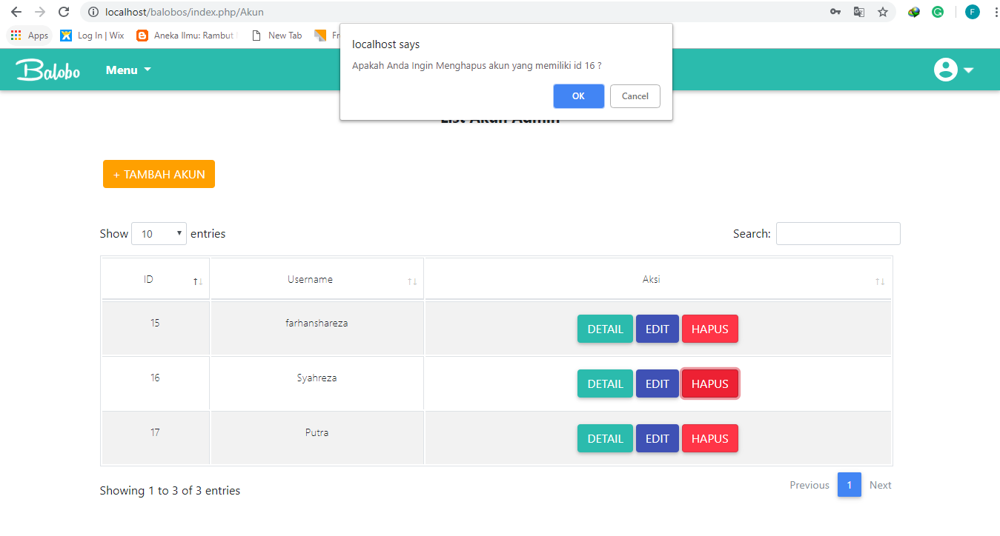 localhost/balobos/index.php/Akun
F
Apps Log In | Wix Aneka Ilmu: Rambut New Tab
localhost says
Apakah Anda Ingin Menghapus akun yang memiliki id 16 ?
OK Cancel
Balobo Menu
List Akun Admin
+ TAMBAH AKUN
Show 10 entries Search:
ID Username Aksi
15 farhanshareza DETAIL EDIT HAPUS
16 Syahreza DETAIL EDIT HAPUS
17 Putra DETAIL EDIT HAPUS
Showing 1 to 3 of 3 entries Previous 1 Next